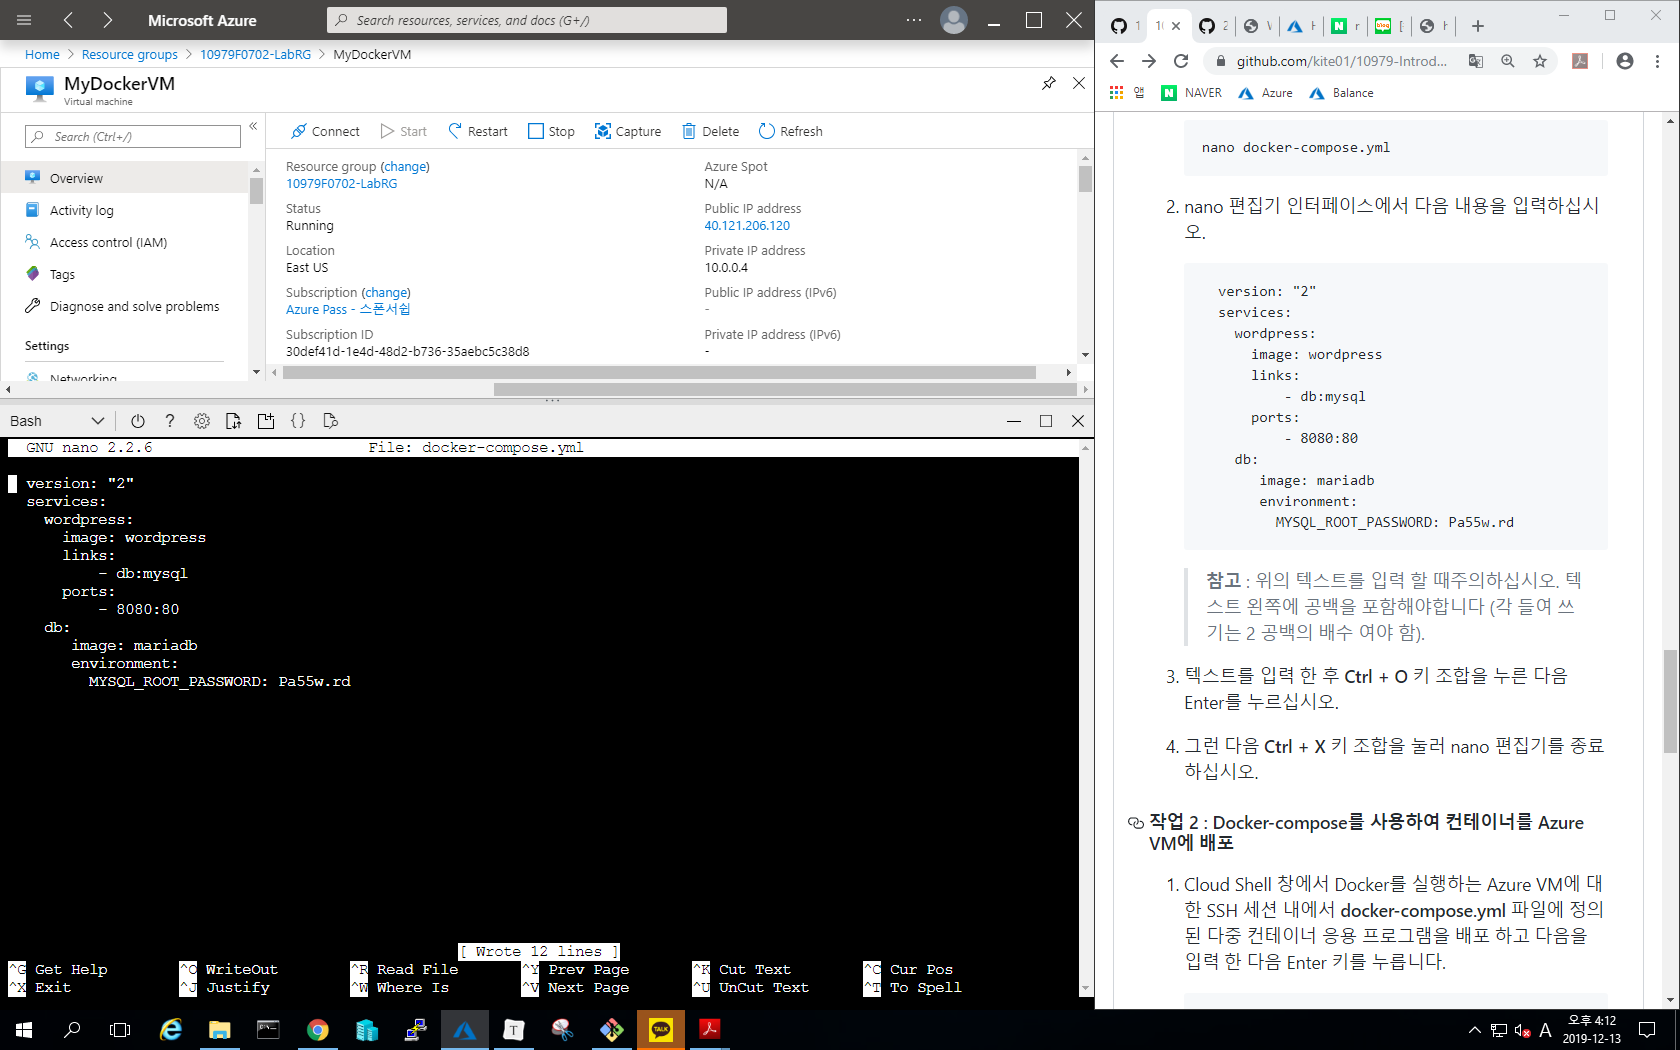 Microsoft Azure
Search resources, services, and docs (G+/)
Home > Resource groups > 10979F0702-LabRG > MyDockerVM
MyDockerVM
Virtual machine
Search (Ctrl+/)
Overview
Activity log
Access control (IAM)
Tags
Diagnose and solve problems
Settings
Networking
Connect Start Restart Stop Capture Delete Refresh
Resource group (change)
10979F0702-LabRG
Status
Running
Location
East US
Subscription (change)
Azure Pass - 스폰서쉽
Subscription ID
30def41d-1e4d-48d2-b736-35aebc5c38d8
Azure Spot
N/A
Public IP address
40.121.206.120
Private IP address
10.0.0.4
Public IP address (IPv6)
-
Private IP address (IPv6)
-
Bash
GNU nano 2.2.6 File: docker-compose.yml
version: "2"
services:
wordpress:
image: wordpress
links:
- db:mysql
ports:
- 8080:80
db:
image: mariadb
environment:
MYSQL_ROOT_PASSWORD: Pa55w.rd
[ Wrote 12 lines ]
^G Get Help ^O WriteOut ^R Read File ^Y Prev Page ^K Cut Text ^C Cur Pos
^X Exit ^J Justify ^W Where Is ^V Next Page ^U UnCut Text ^T To Spell
github.com/kite01/10979-Introd...
앱 NAVER Azure Balance
nano docker-compose.yml
2. nano 편집기 인터페이스에서 다음 내용을 입력하십시
오.
version: "2"
services:
wordpress:
image: wordpress
links:
- db:mysql
ports:
- 8080:80
db:
image: mariadb
environment:
MYSQL_ROOT_PASSWORD: Pa55w.rd
참고 : 위의 텍스트를 입력 할 때주의하십시오. 텍
스트 왼쪽에 공백을 포함해야합니다 (각 들여 쓰
기는 2 공백의 배수 여야 함).
3. 텍스트를 입력 한 후 Ctrl + O 키 조합을 누른 다음
Enter를 누르십시오.
4. 그런 다음 Ctrl + X 키 조합을 눌러 nano 편집기를 종료
하십시오.
작업 2 : Docker-compose를 사용하여 컨테이너를 Azure
VM에 배포
1. Cloud Shell 창에서 Docker를 실행하는 Azure VM에 대
한 SSH 세션 내에서 docker-compose.yml 파일에 정의
된 다중 컨테이너 응용 프로그램을 배포 하고 다음을
입력 한 다음 Enter 키를 누릅니다.
TALK
A
오후 4:12
2019-12-13